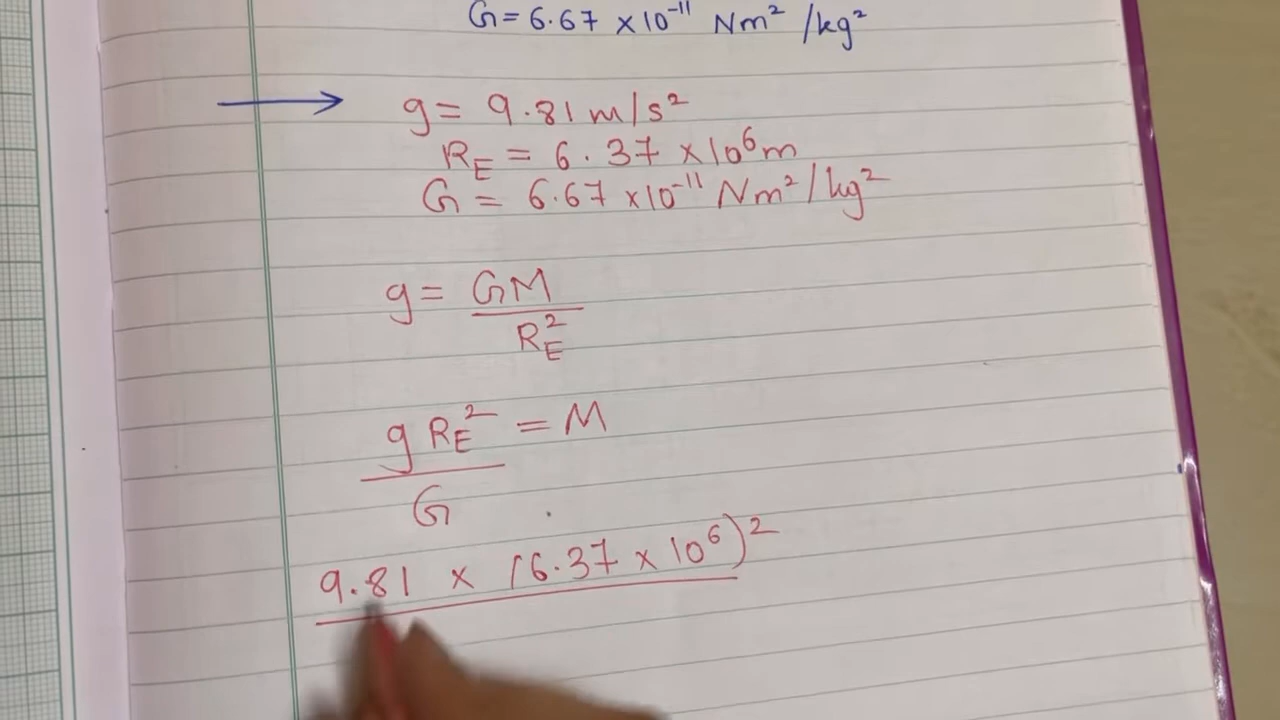 G = 6.67 × 10⁻¹¹ Nm² /kg²
g = 9.81 m/s²
R_E = 6.37 × 10⁶ m
G = 6.67 × 10⁻¹¹ Nm² / kg²
g = GM
R_E²
g R_E² = M
G
9.81 × (6.37 × 10⁶)²